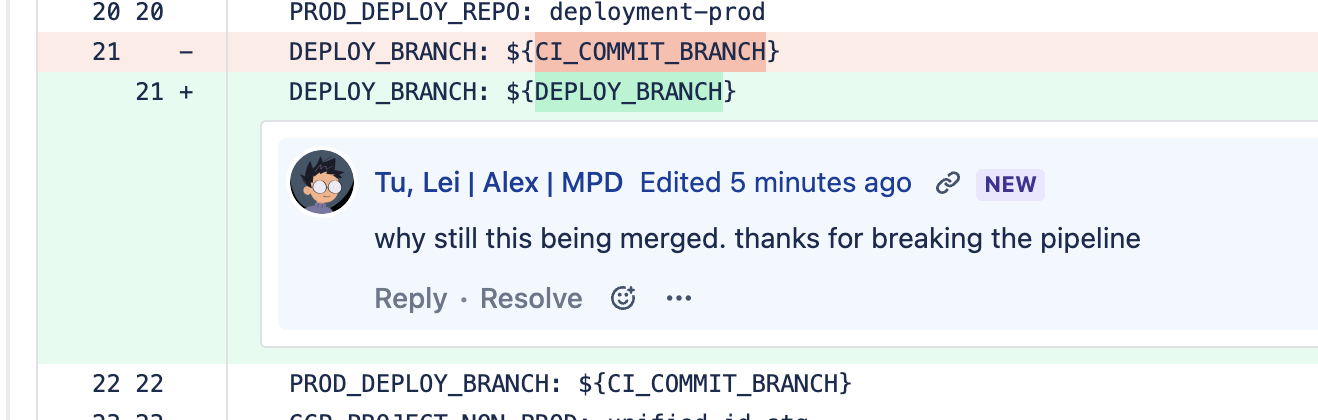 20 20 PROD_DEPLOY_REPO: deployment-prod
21 - DEPLOY_BRANCH: ${CI_COMMIT_BRANCH}
21 + DEPLOY_BRANCH: ${DEPLOY_BRANCH}
Tu, Lei | Alex | MPD Edited 5 minutes ago NEW
why still this being merged. thanks for breaking the pipeline
Reply · Resolve
22 22 PROD_DEPLOY_BRANCH: ${CI_COMMIT_BRANCH}